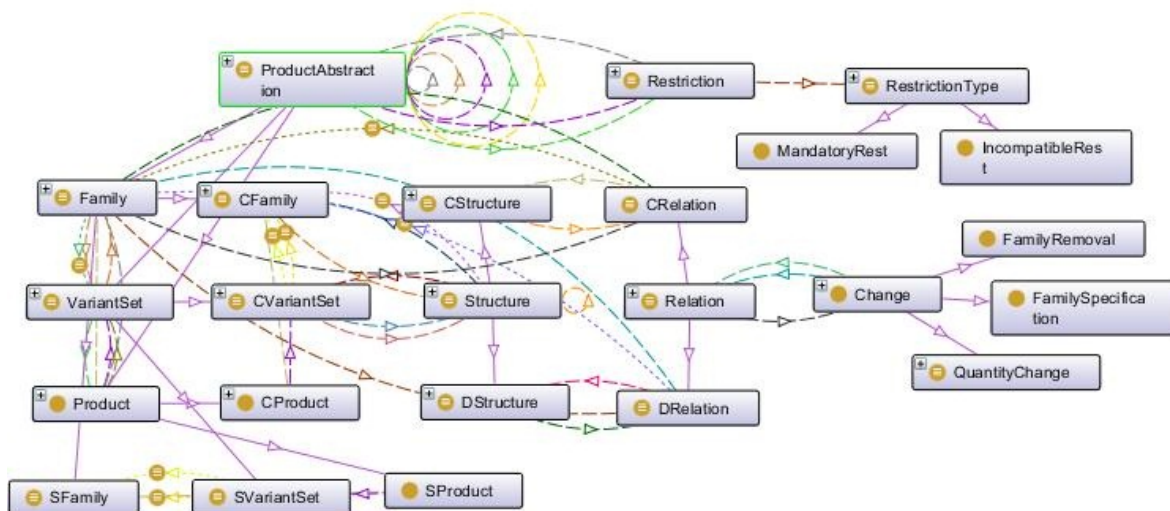 ProductAbstract
ion
Restriction
RestrictionType
MandatoryRest
IncompatibleRes
t
Family
CFamily
CStructure
CRelation
FamilyRemoval
VariantSet
CVariantSet
Structure
Relation
Change
FamilySpecifica
tion
QuantityChange
Product
CProduct
DStructure
DRelation
SFamily
SVariantSet
SProduct